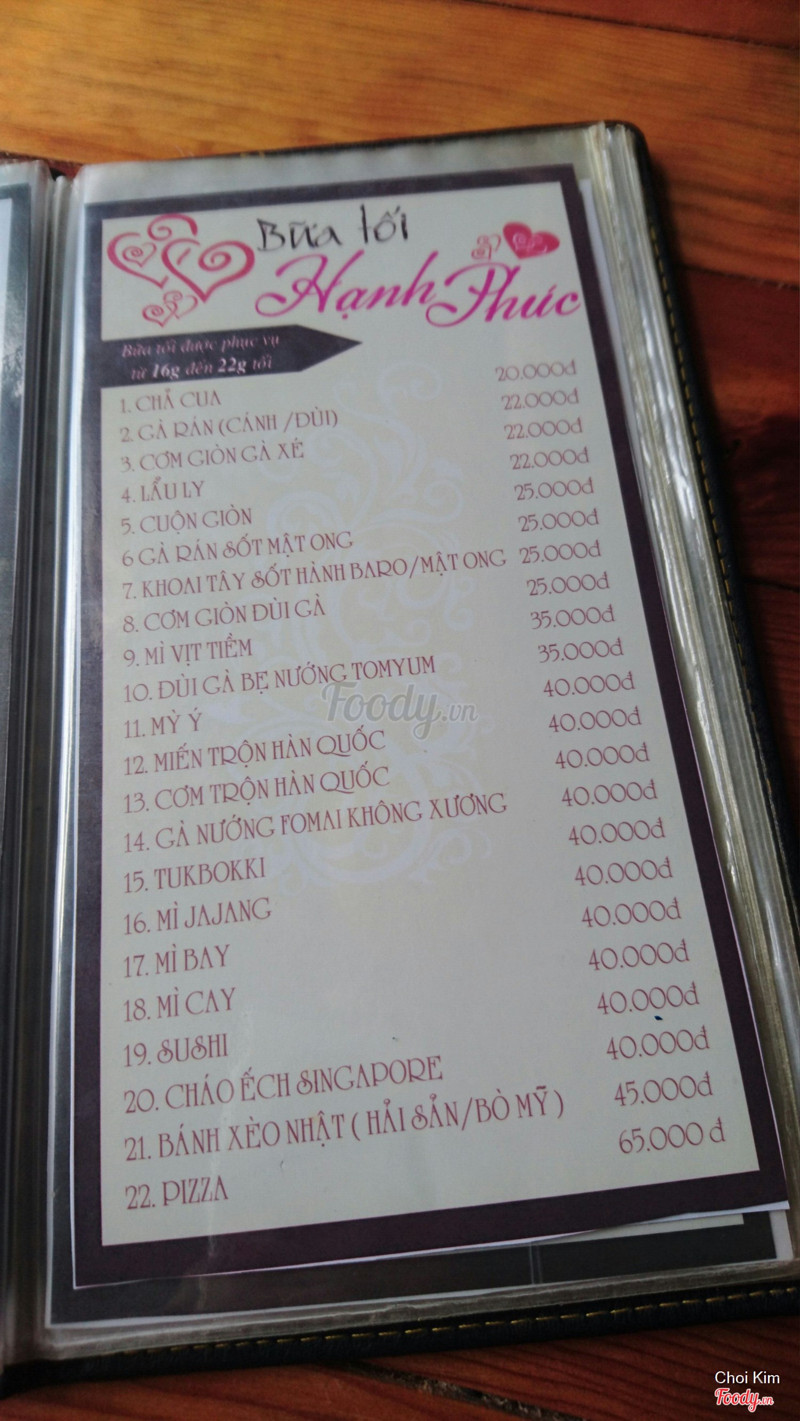 Bữa tối
Hạnh Phúc
Bữa tối được phục vụ
từ 16g đến 22g tối
1. CHẢ CUA 20.000đ
2. GÀ RÁN (CÁNH /ĐÙI) 22.000đ
3. CƠM GIÒN GÀ XÉ 22.000đ
4. LẨU LY 22.000đ
5. CUỘN GIÒN 25.000đ
6 GÀ RÁN SỐT MẬT ONG 25.000đ
7. KHOAI TÂY SỐT HÀNH BARO/MẬT ONG 25.000đ
8. CƠM GIÒN ĐÙI GÀ 25.000đ
9. MÌ VỊT TIỀM 35.000đ
10. ĐÙI GÀ BẸ NƯỚNG TOMYUM 35.000đ
11. MỲ Ý 40.000đ
12. MIẾN TRỘN HÀN QUỐC 40.000đ
13. CƠM TRỘN HÀN QUỐC 40.000đ
14. GÀ NƯỚNG FOMAI KHÔNG XƯƠNG 40.000đ
15. TUKBOKKI 40.000đ
16. MÌ JAJANG 40.000đ
17. MÌ BAY 40.000đ
18. MÌ CAY 40.000đ
19. SUSHI 40.000đ
20. CHÁO ẾCH SINGAPORE 40.000đ
21. BÁNH XÈO NHẬT ( HẢI SẢN/BÒ MỸ ) 45.000đ
22. PIZZA 65.000 đ
Foody.vn
Choi Kim
Foody.vn